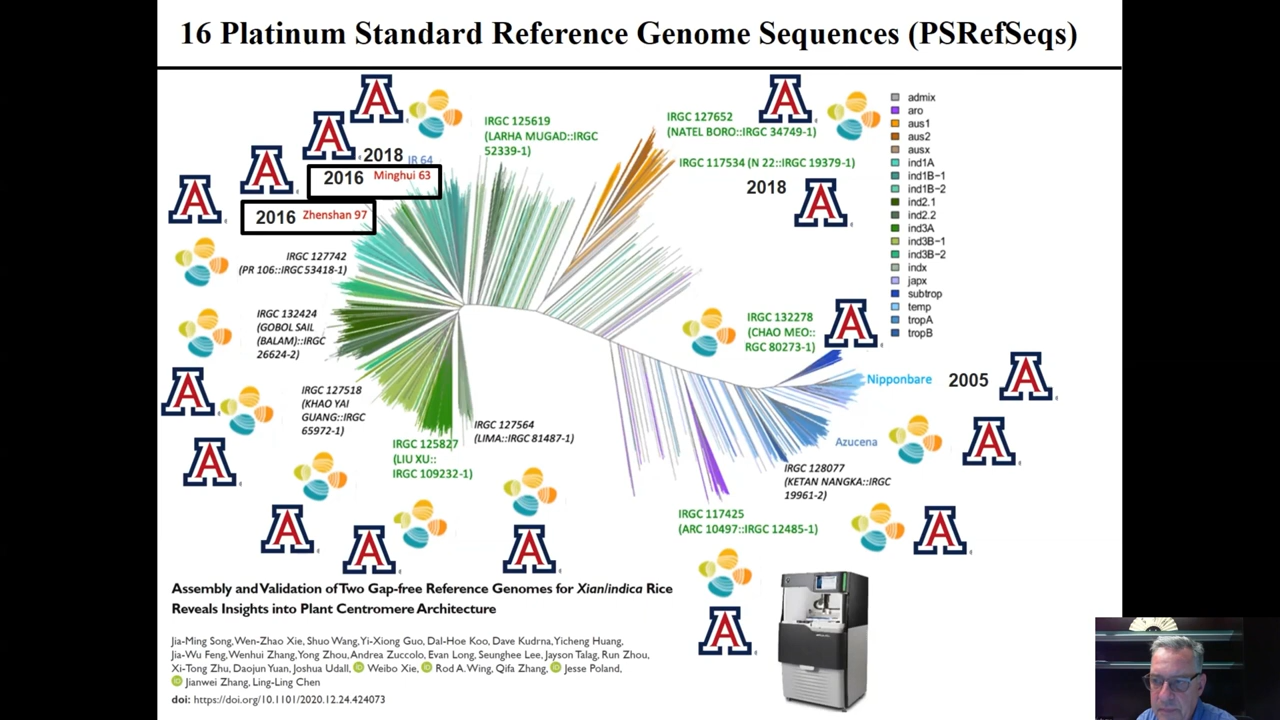 16 Platinum Standard Reference Genome Sequences (PSRefSeqs)
2018 IR 64
2016 Minghui 63
2016 Zhenshan 97
IRGC 125619
(LARHA MUGAD::IRGC
52339-1)
IRGC 127652
(NATEL BORO::IRGC 34749-1)
IRGC 117534 (N 22::IRGC 19379-1)
2018
admix
aro
aus1
aus2
ausx
ind1A
ind1B-1
ind1B-2
ind2.1
ind2.2
ind3A
ind3B-1
ind3B-2
indx
japx
subtrop
temp
tropA
tropB
IRGC 127742
(PR 106::IRGC 53418-1)
IRGC 132424
(GOBOL SAIL
(BALAM)::IRGC
26624-2)
IRGC 127518
(KHAO YAI
GUANG::IRGC
65972-1)
IRGC 125827
(LIU XU::
IRGC 109232-1)
IRGC 127564
(LIMA::IRGC 81487-1)
IRGC 132278
(CHAO MEO::
RGC 80273-1)
Nipponbare 2005
Azucena
IRGC 128077
(KETAN NANGKA::IRGC
19961-2)
IRGC 117425
(ARC 10497::IRGC 12485-1)
Assembly and Validation of Two Gap-free Reference Genomes for Xian/indica Rice
Reveals Insights into Plant Centromere Architecture
Jia-Ming Song, Wen-Zhao Xie, Shuo Wang, Yi-Xiong Guo, Dal-Hoe Koo, Dave Kudrna, Yicheng Huang,
Jia-Wu Feng, Wenhui Zhang, Yong Zhou, Andrea Zuccolo, Evan Long, Seunghee Lee, Jayson Talag, Run Zhou,
Xi-Tong Zhu, Daojun Yuan, Joshua Udall, iD Weibo Xie, iD Rod A. Wing, Qifa Zhang, iD Jesse Poland,
iD Jianwei Zhang, Ling-Ling Chen
doi: https://doi.org/10.1101/2020.12.24.424073